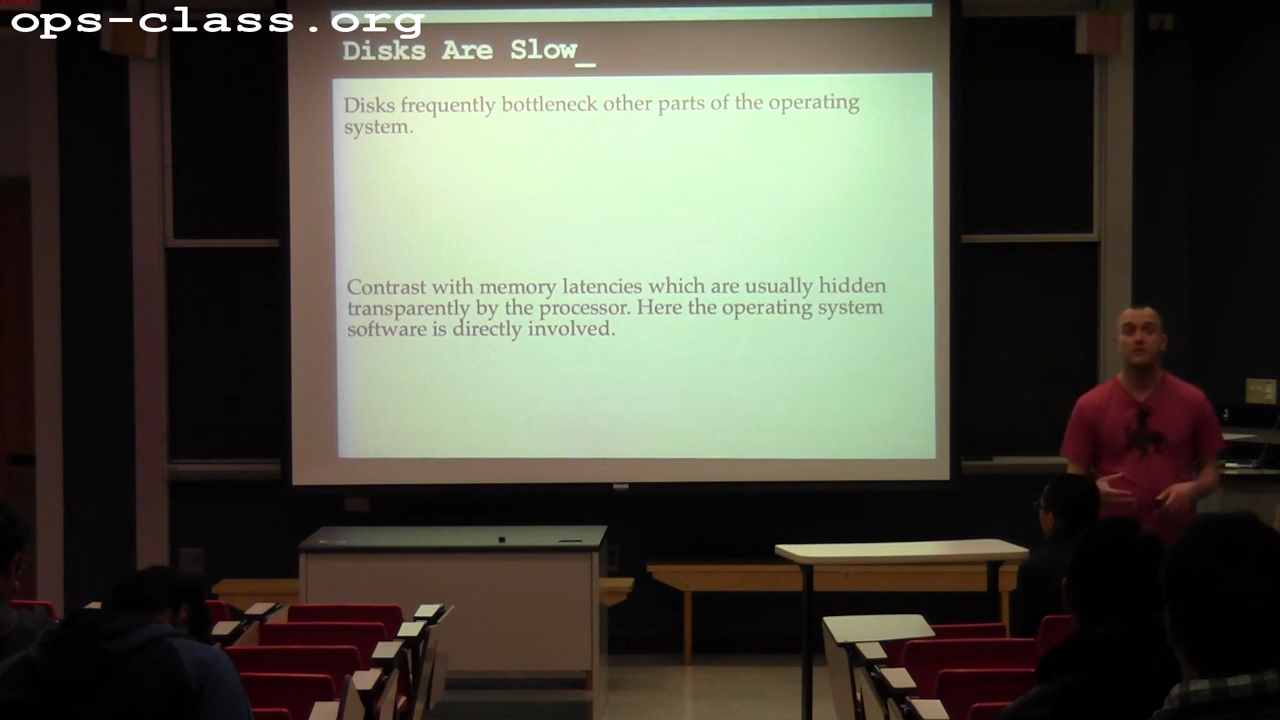 ops-class.org
Disks Are Slow_
Disks frequently bottleneck other parts of the operating
system.
Contrast with memory latencies which are usually hidden
transparently by the processor. Here the operating system
software is directly involved.